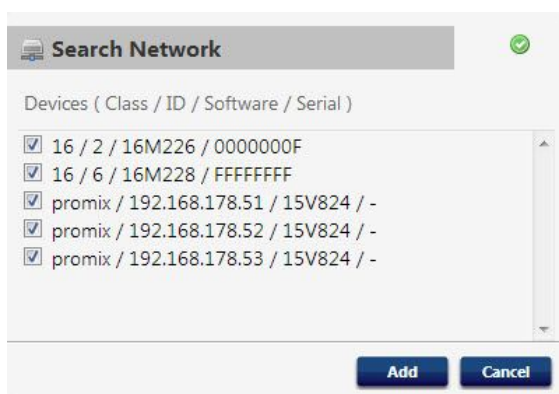 Search Network
Devices ( Class / ID / Software / Serial )
16 / 2 / 16M226 / 0000000F
16 / 6 / 16M228 / FFFFFFFF
promix / 192.168.178.51 / 15V824 / -
promix / 192.168.178.52 / 15V824 / -
promix / 192.168.178.53 / 15V824 / -
Add Cancel